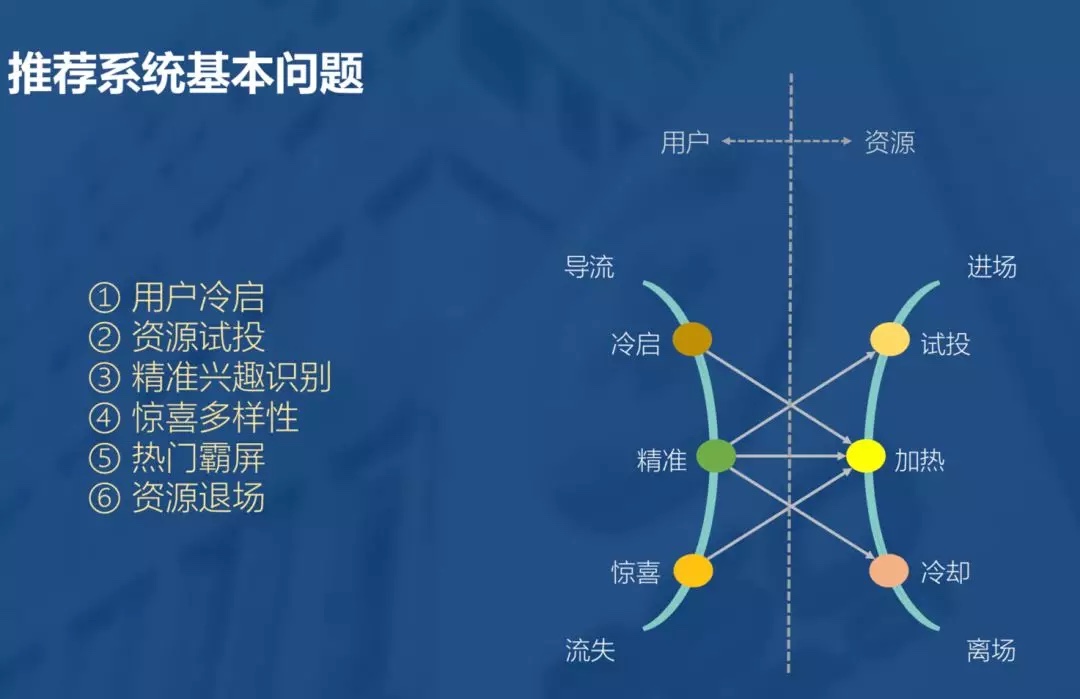 推荐系统基本问题
① 用户冷启
② 资源试投
③ 精准兴趣识别
④ 惊喜多样性
⑤ 热门霸屏
⑥ 资源退场
用户 资源
导流 进场
冷启 试投
精准 加热
惊喜 冷却
流失 离场